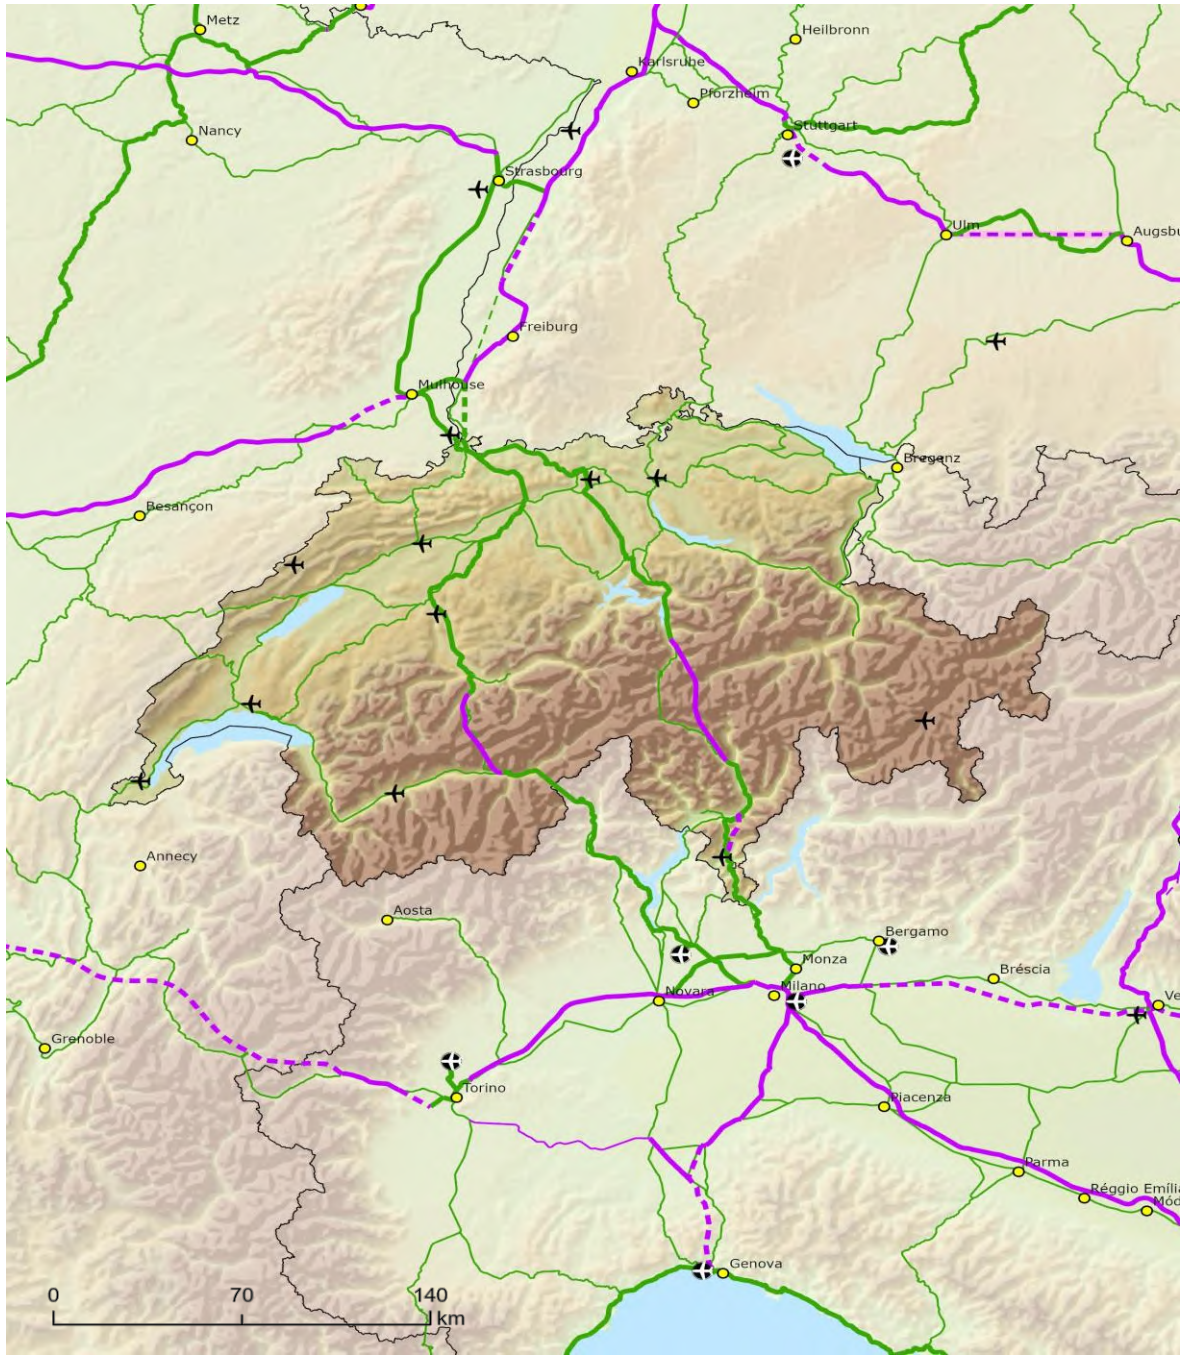 Metz
Heilbronn
Karlsruhe
Pforzheim
Nancy
Stuttgart
Strasbourg
Ulm
Augsbu
Freiburg
Mulhouse
Bregenz
Besançon
Annecy
Aosta
Bergamo
Monza
Bréscia
Milano
Novara
Ve
Grenoble
Torino
Piacenza
Parma
Réggio Emília
Mód
Genova
0 70 140
km